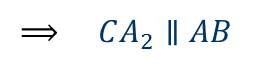 ⟹ CA₂ ∥ AB